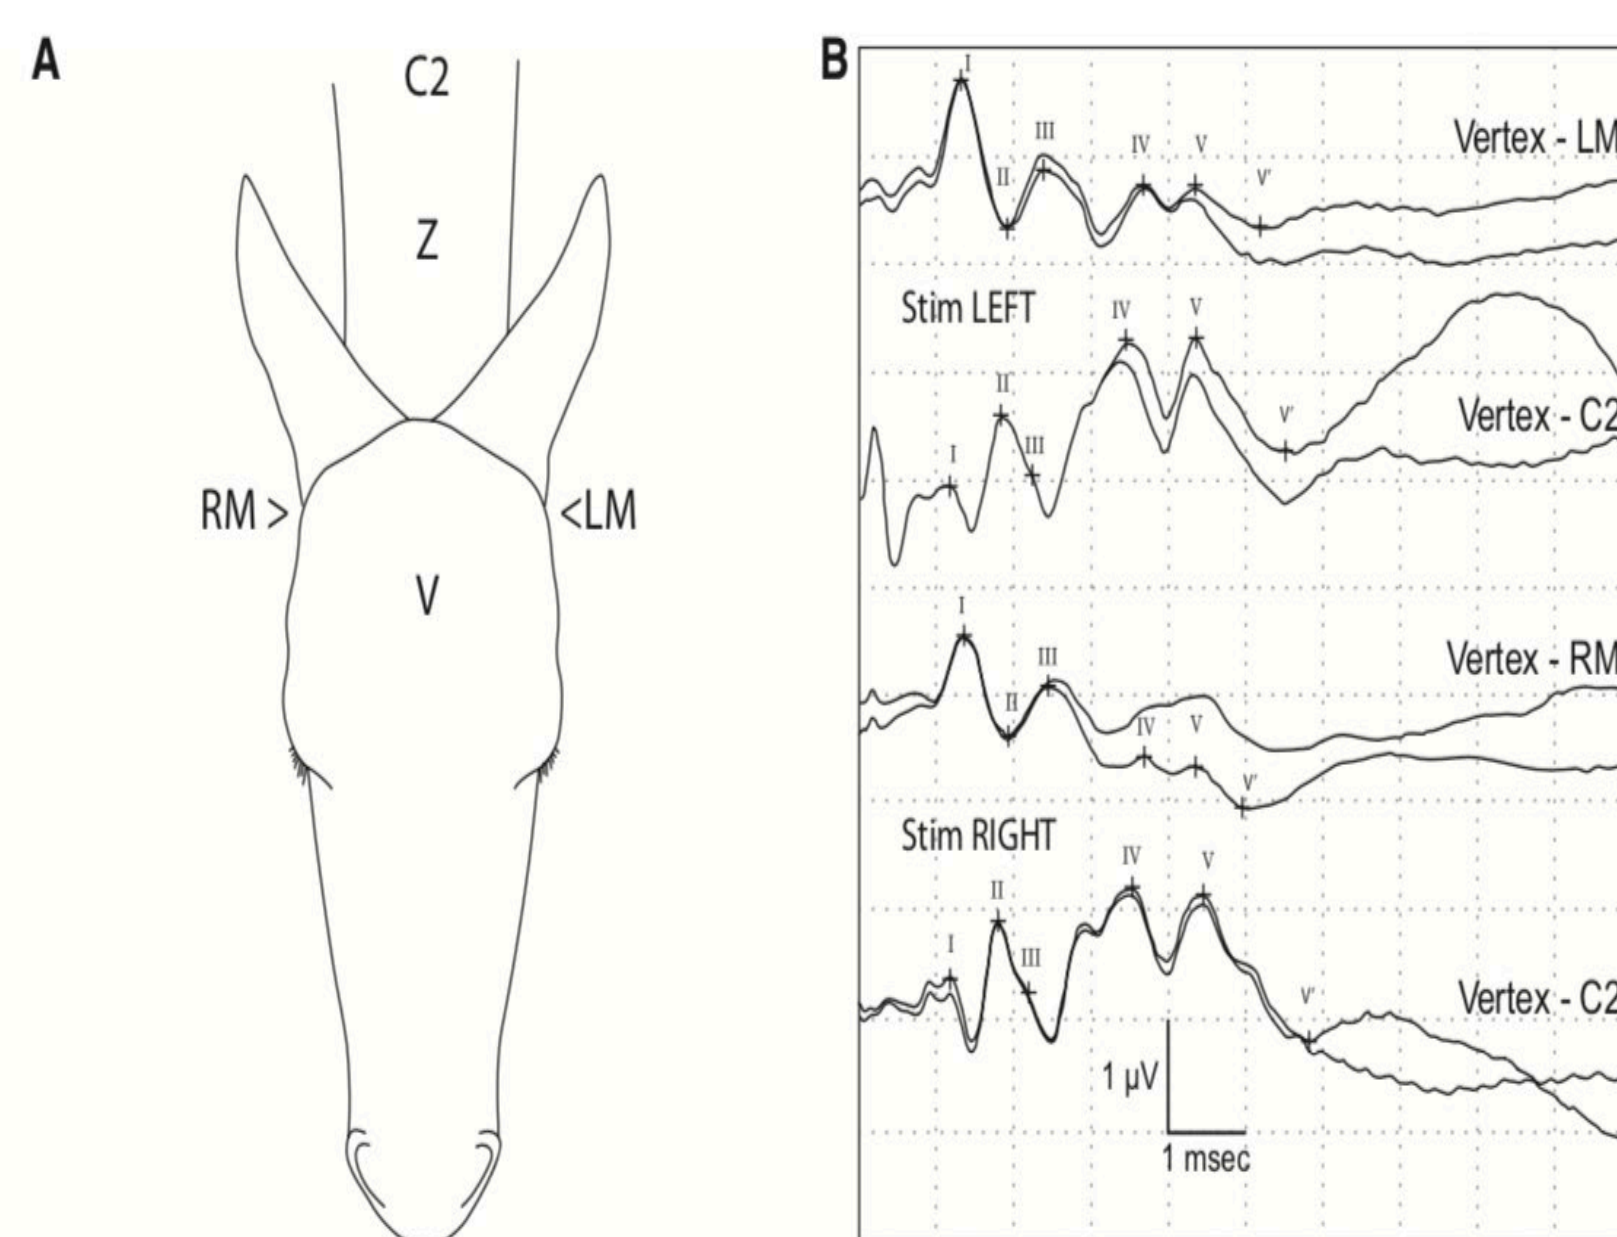 A
C2
Z
RM >
<LM
V
B
I
II
III
IV
V
V'
Vertex - LM
Stim LEFT
I
II
III
IV
V
V'
Vertex - C2
I
II
III
IV
V
V'
Vertex - RM
Stim RIGHT
I
II
III
IV
V
V'
Vertex - C2
1 µV
1 msec